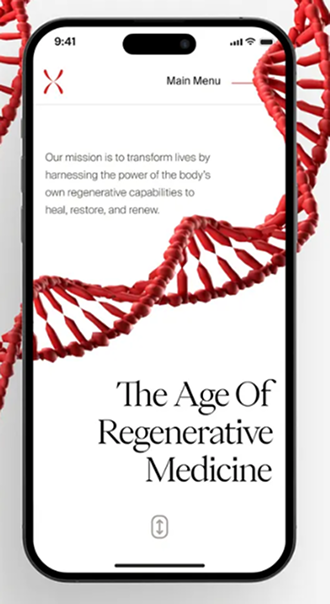 9:41
Main Menu
Our mission is to transform lives by
harnessing the power of the body's
own regenerative capabilities to
heal, restore, and renew.
The Age Of
Regenerative
Medicine